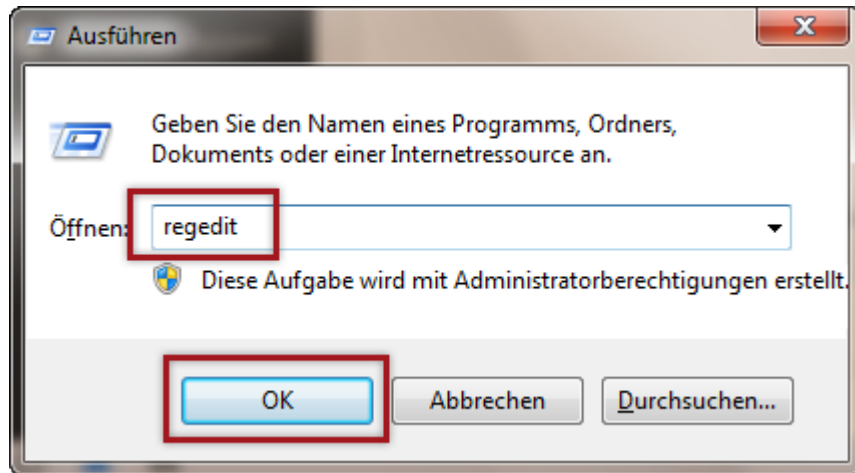 Ausführen
Geben Sie den Namen eines Programms, Ordners,
Dokuments oder einer Internetressource an.
Öffnen: regedit
Diese Aufgabe wird mit Administratorberechtigungen erstellt.
OK Abbrechen Durchsuchen...